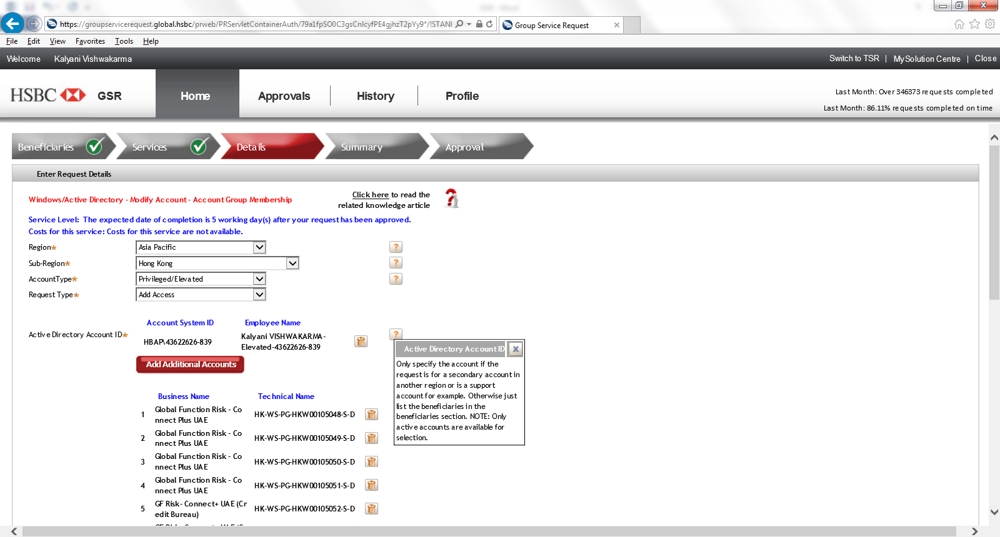 https://groupservicerequest.global.hsbc/prweb/PRServletContainerAuth/79a1fpSO0C3gsCnIcyfPE4gjhzT2pYy9*/!STANI
Group Service Request
File Edit View Favorites Tools Help
Welcome Kalyani Vishwakarma
Switch to TSR | MySolution Centre | Close
HSBC GSR Home Approvals History Profile
Last Month: Over 346373 requests completed
Last Month: 86.11% requests completed on time
Beneficiaries Services Details Summary Approval
Enter Request Details
Windows/Active Directory - Modify Account - Account Group Membership
Click here to read the
related knowledge article
Service Level: The expected date of completion is 5 working day(s) after your request has been approved.
Costs for this service: Costs for this service are not available.
Region* Asia Pacific ?
Sub-Region* Hong Kong ?
AccountType* Privileged/Elevated ?
Request Type* Add Access
Account System ID Employee Name
Active Directory Account ID* HBAP\43622626-839 Kalyani VISHWAKARMA-
Elevated-43622626-839 ?
Add Additional Accounts
Active Directory Account ID X
Only specify the account if the
request is for a secondary account in
another region or is a support
account for example. Otherwise just
list the beneficiaries in the
beneficiaries section. NOTE: Only
active accounts are available for
selection.
Business Name Technical Name
1 Global Function Risk - Co
nnect Plus UAE HK-WS-PG-HKW00105048-S-D
2 Global Function Risk - Co
nnect Plus UAE HK-WS-PG-HKW00105049-S-D
3 Global Function Risk - Co
nnect Plus UAE HK-WS-PG-HKW00105050-S-D
4 Global Function Risk - Co
nnect Plus UAE HK-WS-PG-HKW00105051-S-D
5 GF Risk- Connect+ UAE (Cr
edit Bureau) HK-WS-PG-HKW00105052-S-D